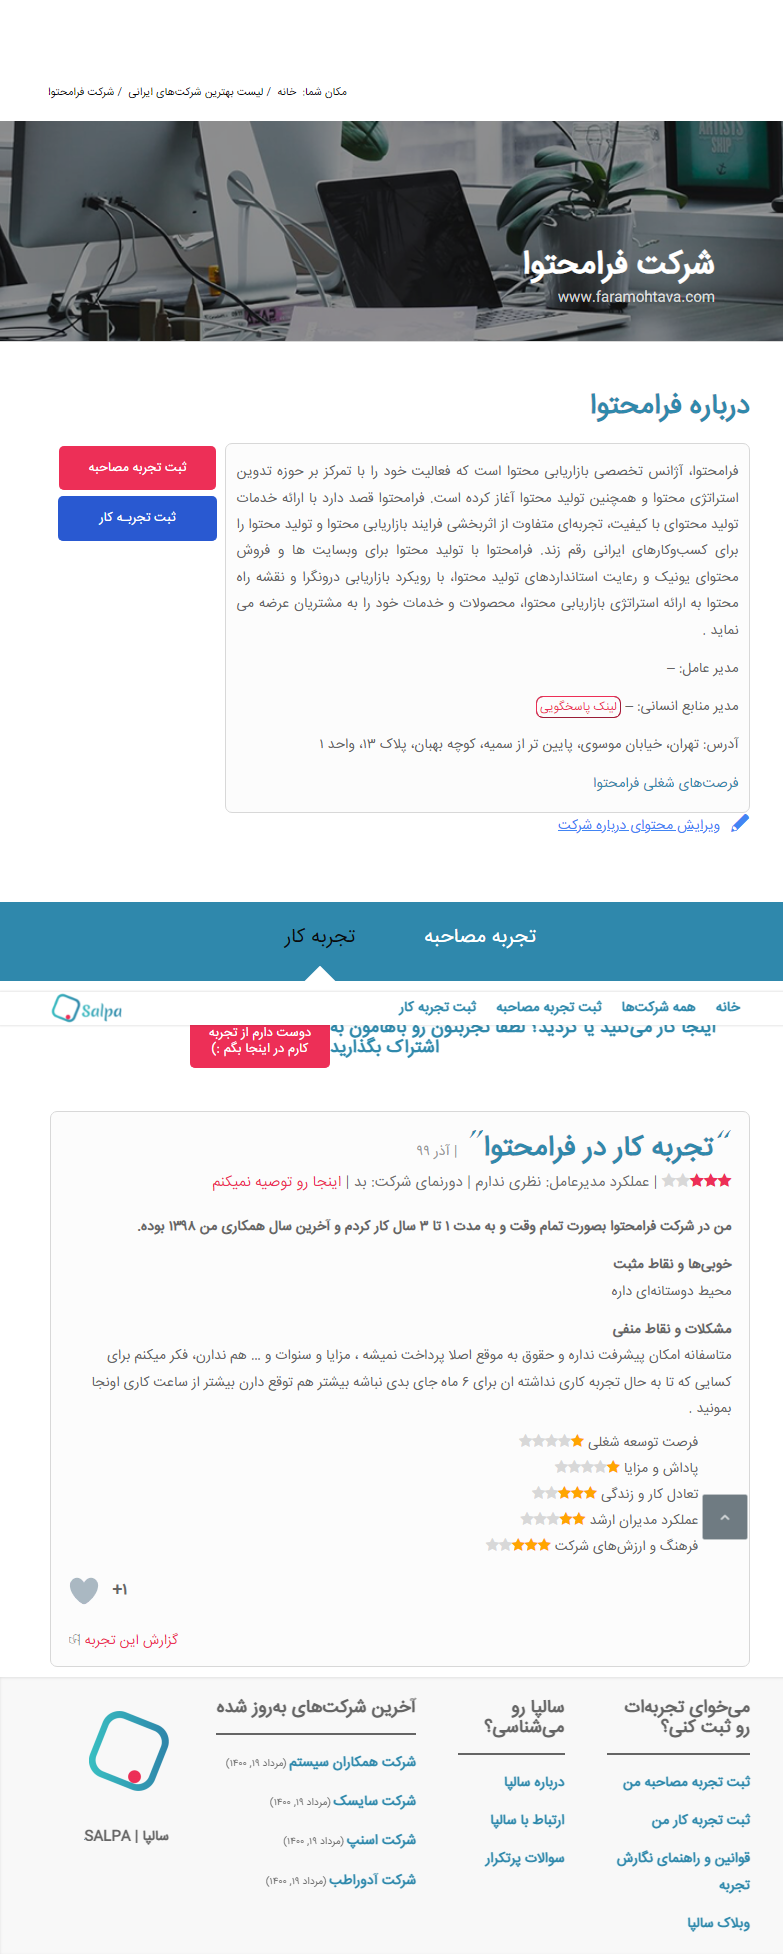 مکان شما: خانه / لیست بهترین شرکت‌های ایرانی / شرکت فرامحتوا
ARTISTS
SHIP
شرکت فرامحتوا
www.faramohtava.com
درباره فرامحتوا
ثبت تجربه مصاحبه
ثبت تجربـه کار
فرامحتوا، آژانس تخصصی بازاریابی محتوا است که فعالیت خود را با تمرکز بر حوزه تدوین
استراتژی محتوا و همچنین تولید محتوا آغاز کرده است. فرامحتوا قصد دارد با ارائه خدمات
تولید محتوای با کیفیت، تجربه‌ای متفاوت از اثربخشی فرایند بازاریابی محتوا و تولید محتوا را
برای کسب‌وکارهای ایرانی رقم زند. فرامحتوا با تولید محتوا برای وبسایت ها و فروش
محتوای یونیک و رعایت استانداردهای تولید محتوا، با رویکرد بازاریابی درونگرا و نقشه راه
محتوا به ارائه استراتژی بازاریابی محتوا، محصولات و خدمات خود را به مشتریان عرضه می
نماید .
مدیر عامل: –
مدیر منابع انسانی: – لینک پاسخگویی
آدرس: تهران، خیابان موسوی، پایین تر از سمیه، کوچه بهبان، پلاک ۱۳، واحد ۱
فرصت‌های شغلی فرامحتوا
ویرایش محتوای درباره شرکت
تجربه مصاحبه
تجربه کار
خانه همه شرکت‌ها ثبت تجربه مصاحبه ثبت تجربه کار
Salpa
اینجا کار می‌کنید یا کردید؟ لطفا تجربتون رو باهامون به
اشتراک بگذارید
دوست دارم از تجربه
کارم در اینجا بگم :)
“تجربه کار در فرامحتوا” | آذر ۹۹
| عملکرد مدیرعامل: نظری ندارم | دورنمای شرکت: بد | اینجا رو توصیه نمیکنم
من در شرکت فرامحتوا بصورت تمام وقت و به مدت ۱ تا ۳ سال کار کردم و آخرین سال همکاری من ۱۳۹۸ بوده.
خوبی‌ها و نقاط مثبت
محیط دوستانه‌ای داره
مشکلات و نقاط منفی
متاسفانه امکان پیشرفت نداره و حقوق به موقع اصلا پرداخت نمیشه ، مزایا و سنوات و ... هم ندارن، فکر میکنم برای
کسایی که تا به حال تجربه کاری نداشته ان برای ۶ ماه جای بدی نباشه بیشتر هم توقع دارن بیشتر از ساعت کاری اونجا
بمونید .
فرصت توسعه شغلی
پاداش و مزایا
تعادل کار و زندگی
عملکرد مدیران ارشد
فرهنگ و ارزش‌های شرکت
+۱
گزارش این تجربه
می‌خوای تجربه‌ات
رو ثبت کنی؟
ثبت تجربه مصاحبه من
ثبت تجربه کار من
قوانین و راهنمای نگارش
تجربه
وبلاک سالپا
سالپا رو
می‌شناسی؟
درباره سالپا
ارتباط با سالپا
سوالات پرتکرار
آخرین شرکت‌های به‌روز شده
شرکت همکاران سیستم (مرداد ۱۹, ۱۴۰۰)
شرکت سایسک (مرداد ۱۹, ۱۴۰۰)
شرکت اسنپ (مرداد ۱۹, ۱۴۰۰)
شرکت آدوراطب (مرداد ۱۹, ۱۴۰۰)
سالپا | SALPA